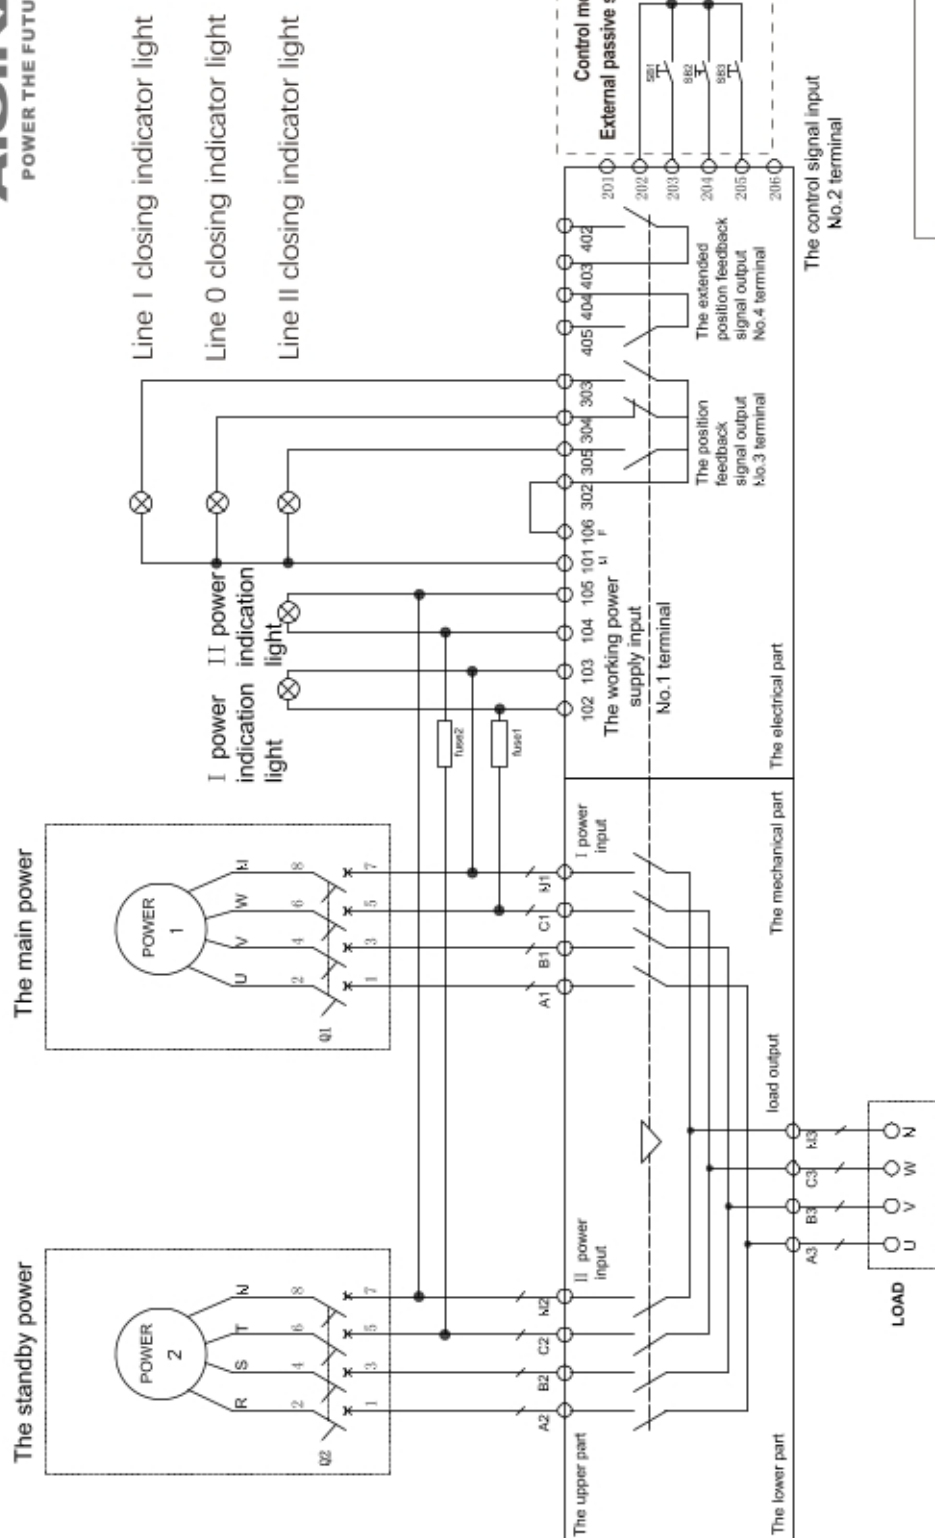 POWER THE FUTU
Line I closing indicator light
Line 0 closing indicator light
Line II closing indicator light
Control mo
External passive s
SB1
SB2
SB3
201
202
203
204
205
206
The control signal input
No.2 terminal
402
403
404
405
The extended
position feedback
signal output
No.4 terminal
303
304
305
302
The position
feedback
signal output
No.3 terminal
106
101
105
104
103
102
The working power
supply input
No.1 terminal
II power
indication
light
I power
indication
light
fuse2
fuse1
The electrical part
The mechanical part
The main power
POWER
1
U V W N
2 4 6 8
Q1
1 3 5 7
A1 B1 C1 N1
I power
input
The standby power
POWER
2
R S T N
2 4 6 8
Q2
1 3 5 7
A2 B2 C2 N2
II power
input
The upper part
The lower part
load output
A3 B3 C3 N3
U V W N
LOAD